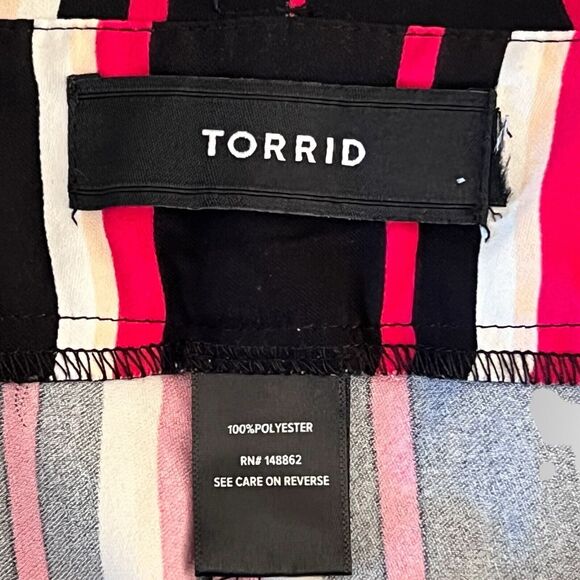 TORRID
100%POLYESTER
RN# 148862
SEE CARE ON REVERSE